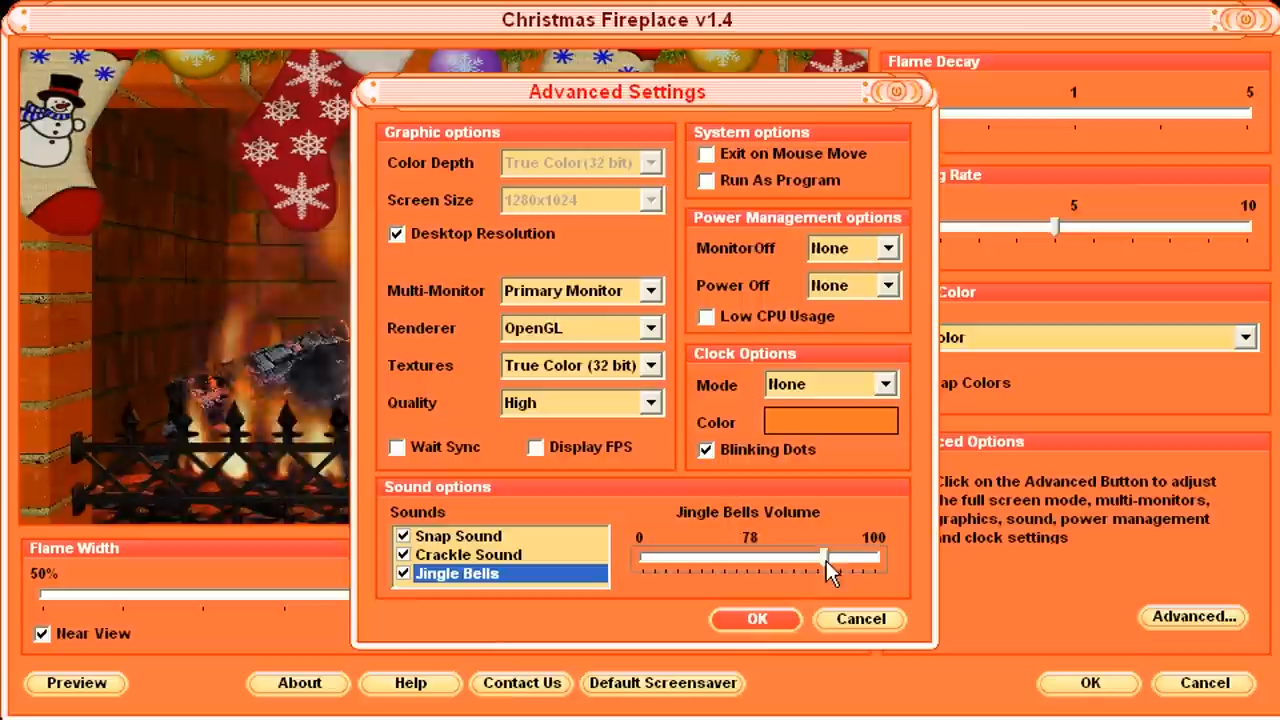 Christmas Fireplace v1.4
Advanced Settings
Graphic options
Color Depth
True Color(32 bit)
Screen Size
1280x1024
Desktop Resolution
Multi-Monitor
Primary Monitor
Renderer
OpenGL
Textures
True Color (32 bit)
Quality
High
Wait Sync
Display FPS
System options
Exit on Mouse Move
Run As Program
Power Management options
MonitorOff
None
Power Off
None
Low CPU Usage
Clock Options
Mode
None
Color
Blinking Dots
Sound options
Sounds
Snap Sound
Crackle Sound
Jingle Bells
Jingle Bells Volume
0 78 100
OK
Cancel
Flame Decay
1 5
g Rate
5 10
Color
olor
ap Colors
ced Options
Click on the Advanced Button to adjust
he full screen mode, multi-monitors,
graphics, sound, power management
and clock settings
Advanced...
Flame Width
50%
Near View
Preview
About
Help
Contact Us
Default Screensaver
OK
Cancel